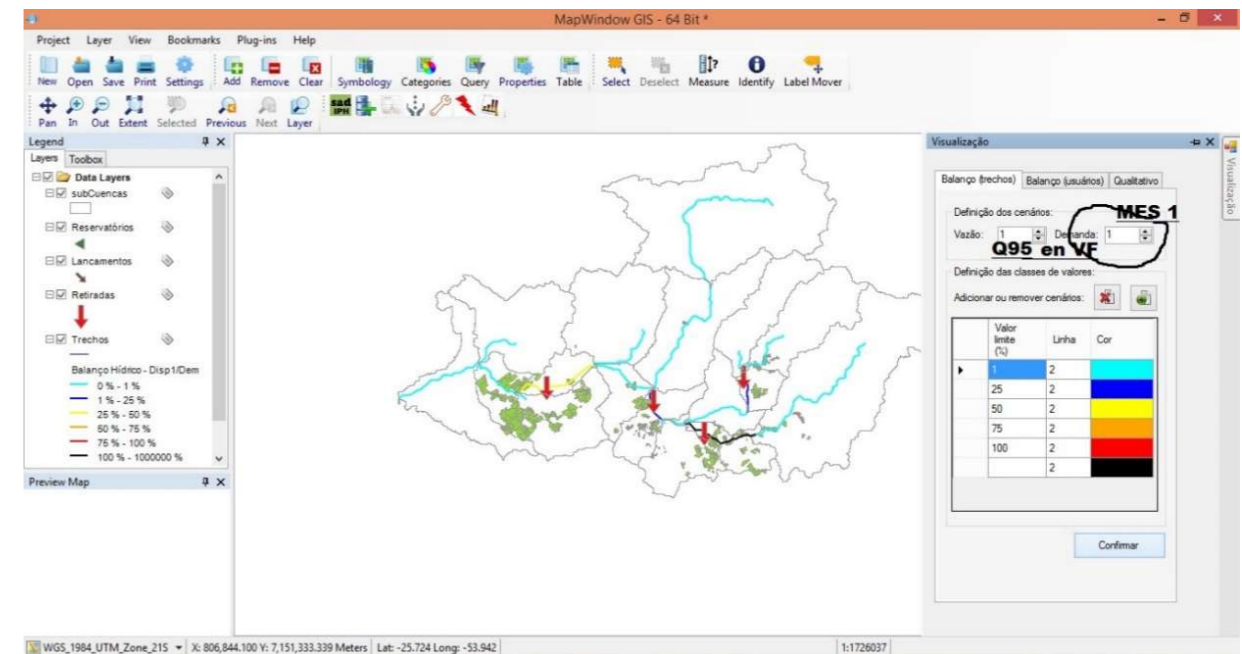 MapWindow GIS - 64 Bit *
Project Layer View Bookmarks Plug-ins Help
New Open Save Print Settings Add Remove Clear Symbology Categories Query Properties Table Select Deselect Measure Identify Label Mover
Pan In Out Extent Selected Previous Next Layer sad IPH
Legend
Layers Toolbox
Data Layers
subCuencas
Reservatórios
Lancamentos
Retiradas
Trechos
Balanço Hídrico - Disp1/Dem
0 % - 1 %
1 % - 25 %
25 % - 50 %
50 % - 75 %
75 % - 100 %
100 % - 1000000 %
Preview Map
Visualização
Balanço (trechos) Balanço (usuários) Qualitativo
Definição dos cenários:
MES 1
Vazão: 1 Demanda: 1
Q95 en VF
Definição das classes de valores:
Adicionar ou remover cenários:
Valor limite (%) Linha Cor
1 2
25 2
50 2
75 2
100 2
2
Confirmar
Visualização
WGS_1984_UTM_Zone_21S X: 806,844.100 Y: 7,151,333.339 Meters Lat: -25.724 Long: -53.942 1:1726037